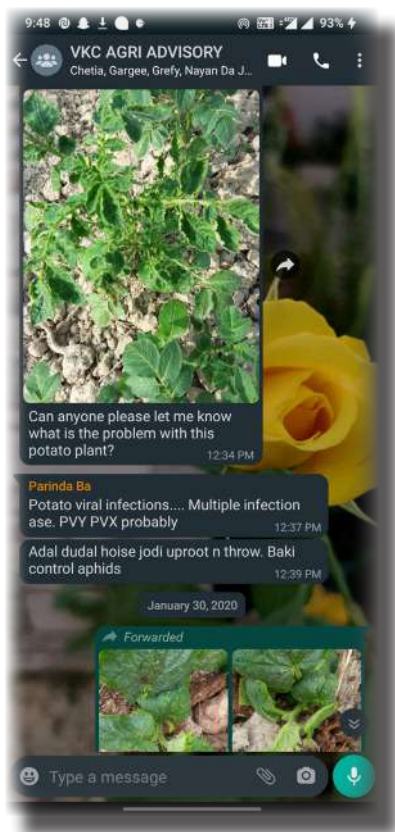 9:48
93%
VKC AGRI ADVISORY
Chetia, Gargee, Grefy, Nayan Da J...
Can anyone please let me know
what is the problem with this
potato plant?
12:34 PM
Parinda Ba
Potato viral infections.... Multiple infection
ase. PVY PVX probably
12:37 PM
Adal dudal hoise jodi uproot n throw. Baki
control aphids
12:39 PM
January 30, 2020
Forwarded
Type a message